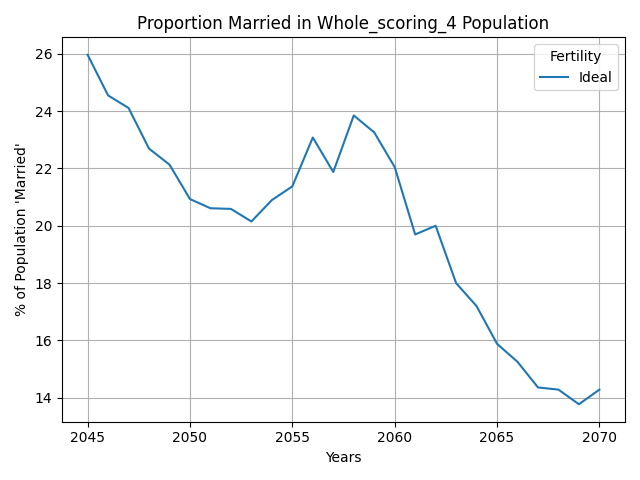 Proportion Married in Whole_scoring_4 Population
Fertility
Ideal
% of Population 'Married'
26
24
22
20
18
16
14
2045
2050
2055
2060
2065
2070
Years